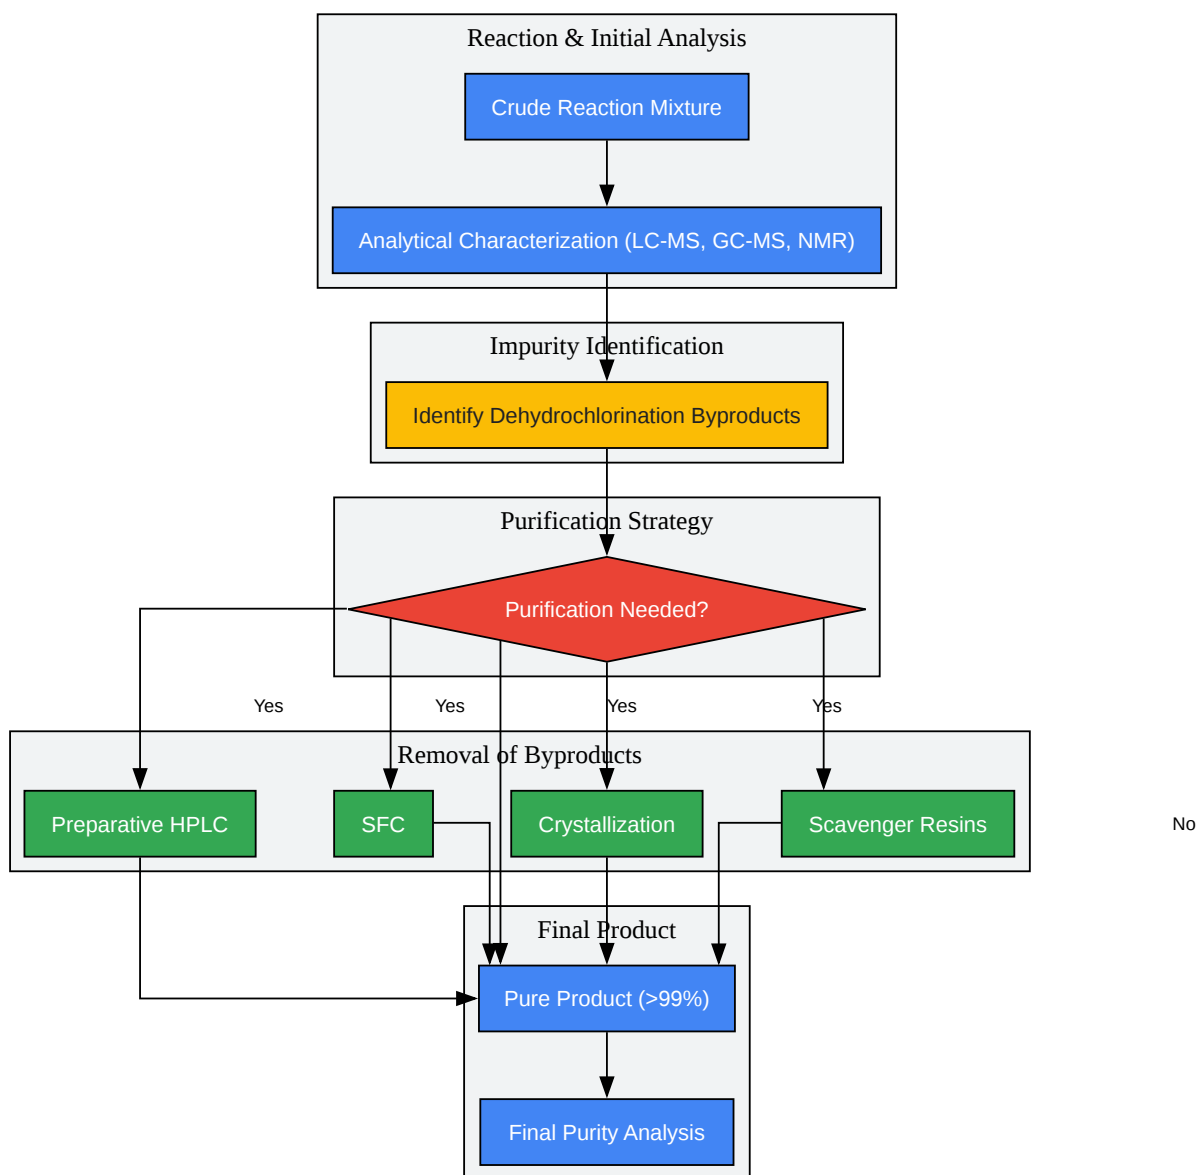 Reaction & Initial Analysis
Crude Reaction Mixture
Analytical Characterization (LC-MS, GC-MS, NMR)
Impurity Identification
Identify Dehydrochlorination Byproducts
Purification Strategy
Purification Needed?
Yes
Yes
Yes
Yes
Removal of Byproducts
Preparative HPLC
SFC
Crystallization
Scavenger Resins
No
Final Product
Pure Product (>99%)
Final Purity Analysis